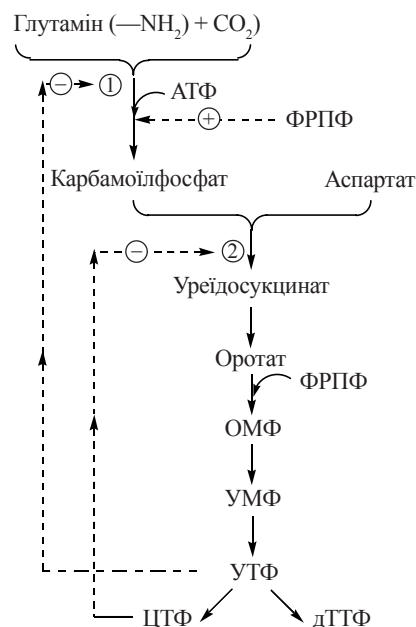 Глутамін (—NH₂) + CO₂)
− ① АТФ
+ ФРПФ
Карбамоїлфосфат Аспартат
− ②
Уреїдосукцинат
Оротат
ФРПФ
ОМФ
УМФ
УТФ
ЦТФ дТТФ